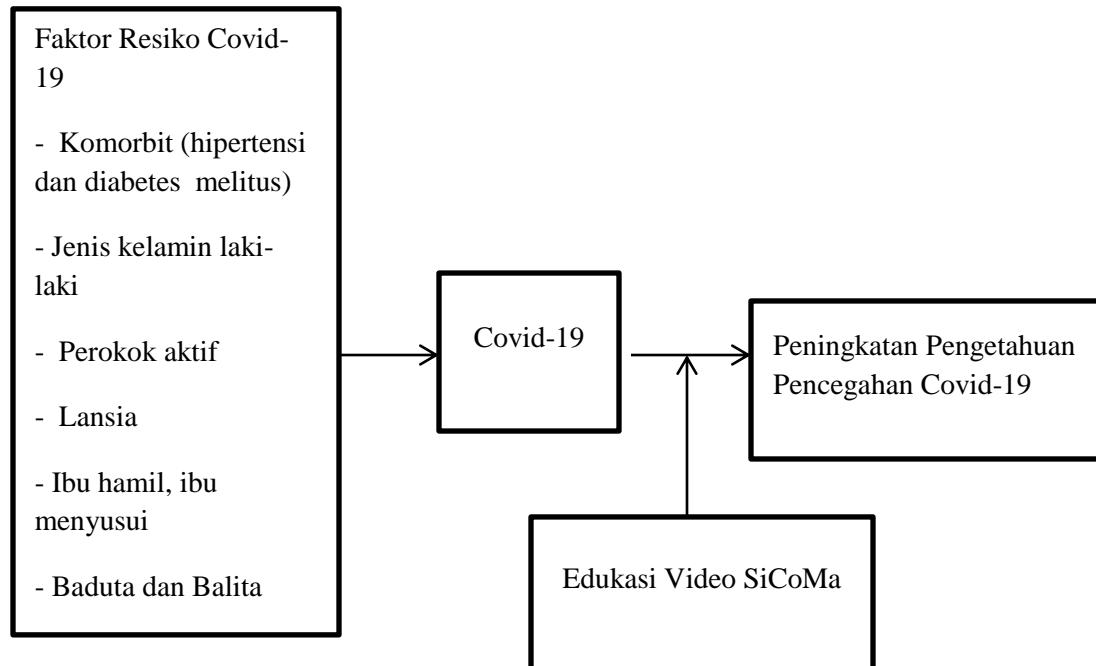 Faktor Resiko Covid-
19
- Komorbit (hipertensi
dan diabetes melitus)
- Jenis kelamin laki-
laki
- Perokok aktif
- Lansia
- Ibu hamil, ibu
menyusui
- Baduta dan Balita
Covid-19
Peningkatan Pengetahuan
Pencegahan Covid-19
Edukasi Video SiCoMa